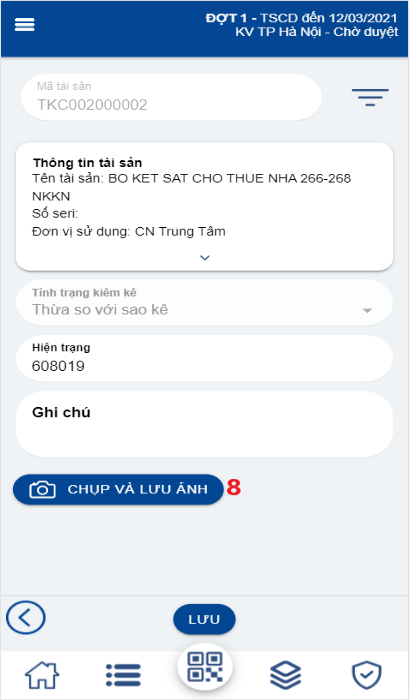 ĐỢT 1 - TSCD đến 12/03/2021
KV TP Hà Nội - Chờ duyệt
Mã tài sản
TKC002000002
Thông tin tài sản
Tên tài sản: BO KET SAT CHO THUE NHA 266-268
NKKN
Số seri:
Đơn vị sử dụng: CN Trung Tâm
Tình trạng kiểm kê
Thừa so với sao kê
Hiện trạng
608019
Ghi chú
CHỤP VÀ LƯU ẢNH 8
LƯU